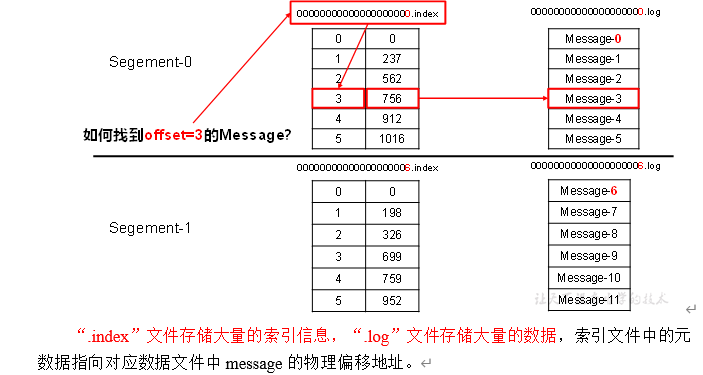 00000000000000000000.index 00000000000000000000.log
Segement-0
0 0 Message-0
1 237 Message-1
2 562 Message-2
3 756 Message-3
4 912 Message-4
5 1016 Message-5
如何找到offset=3的Message?
00000000000000000006.index 00000000000000000006.log
Segement-1
0 0 Message-6
1 198 Message-7
2 326 Message-8
3 699 Message-9
4 759 Message-10
5 952 Message-11
的技术
“.index”文件存储大量的索引信息，“.log”文件存储大量的数据，索引文件中的元
数据指向对应数据文件中 message 的物理偏移地址。